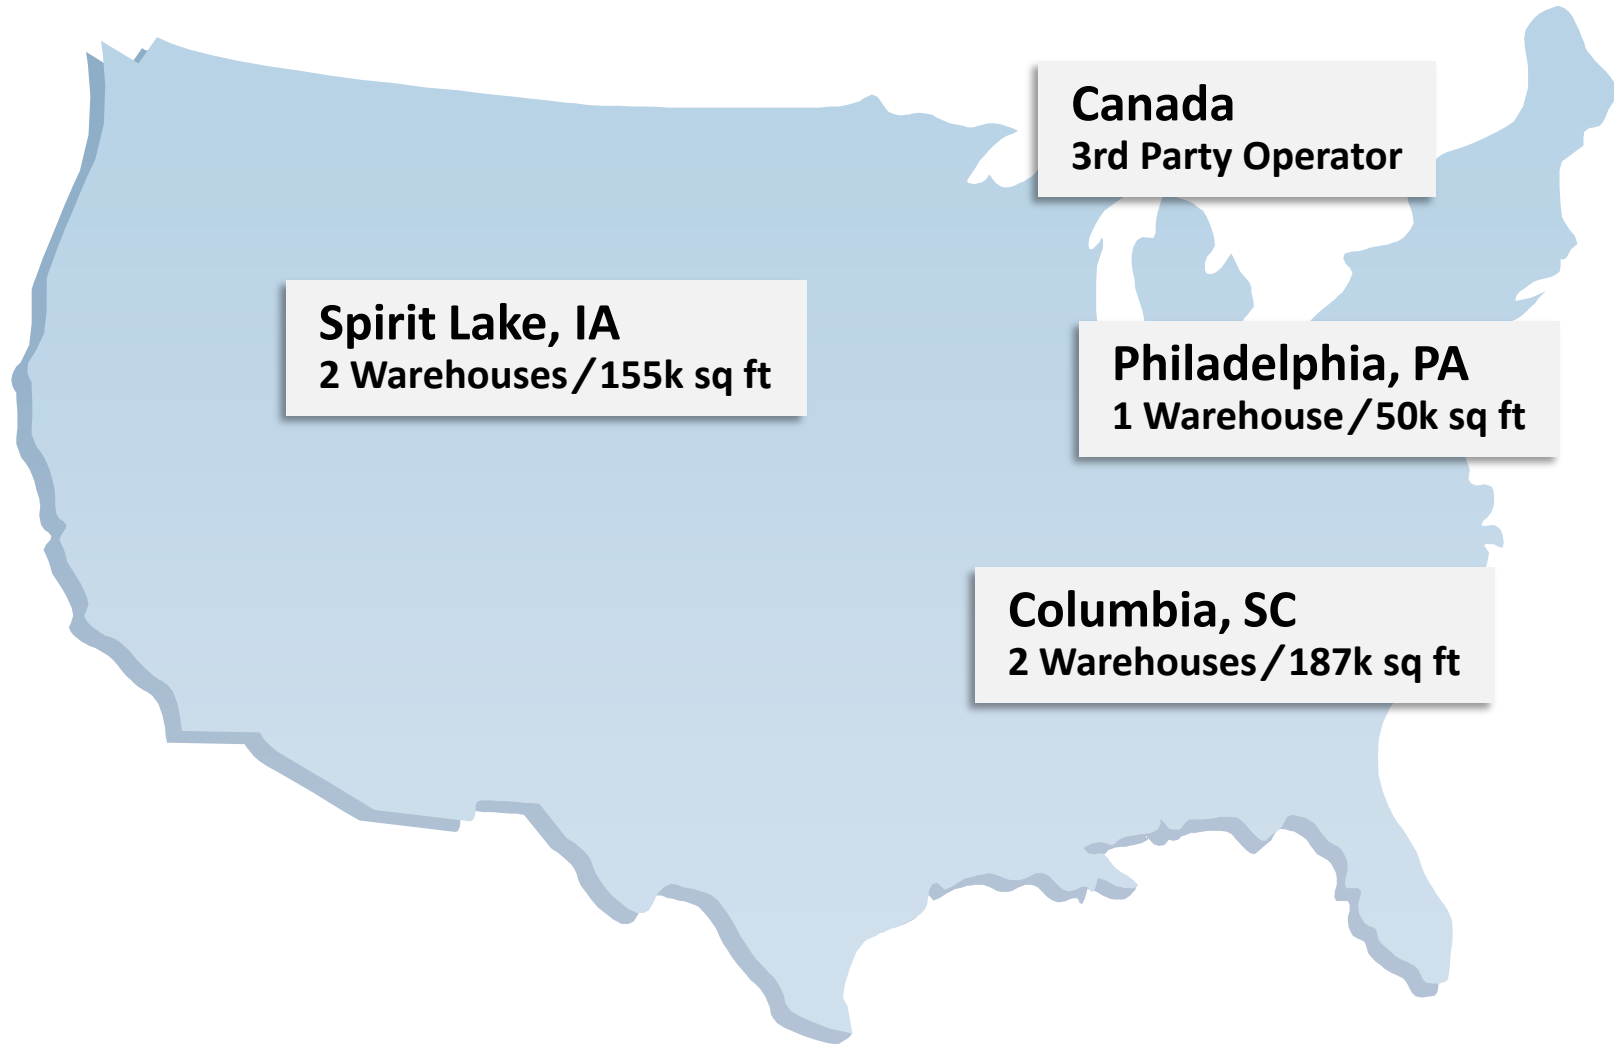 Canada
3rd Party Operator
Spirit Lake, IA
2 Warehouses/155k sq ft
Philadelphia, PA
1 Warehouse/50k sq ft
Columbia, SC
2 Warehouses/187k sq ft